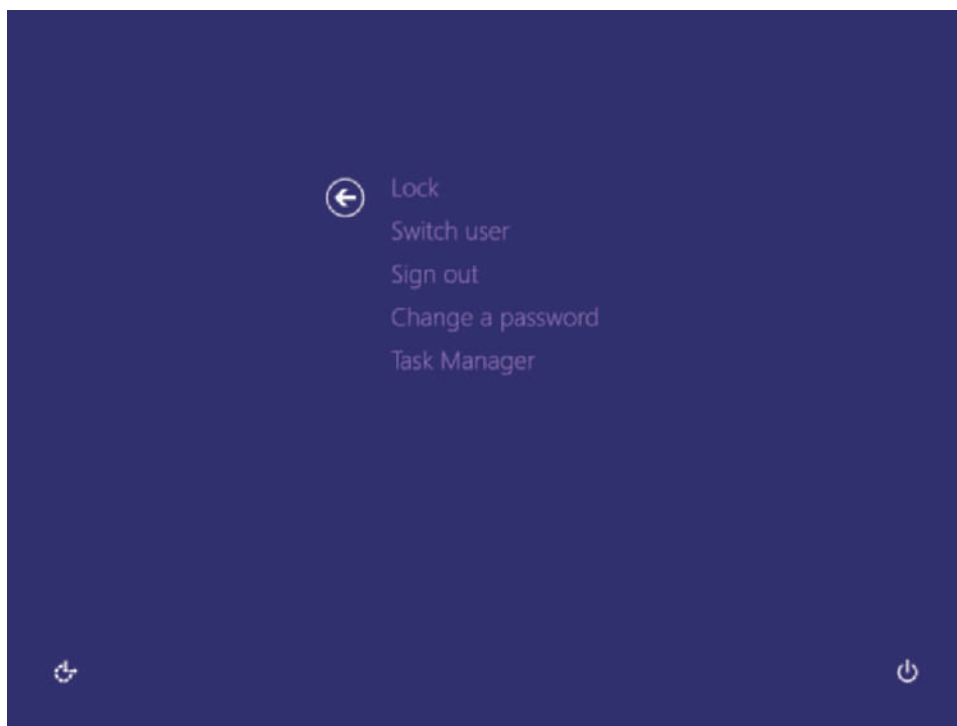 Lock
Switch user
Sign out
Change a password
Task Manager